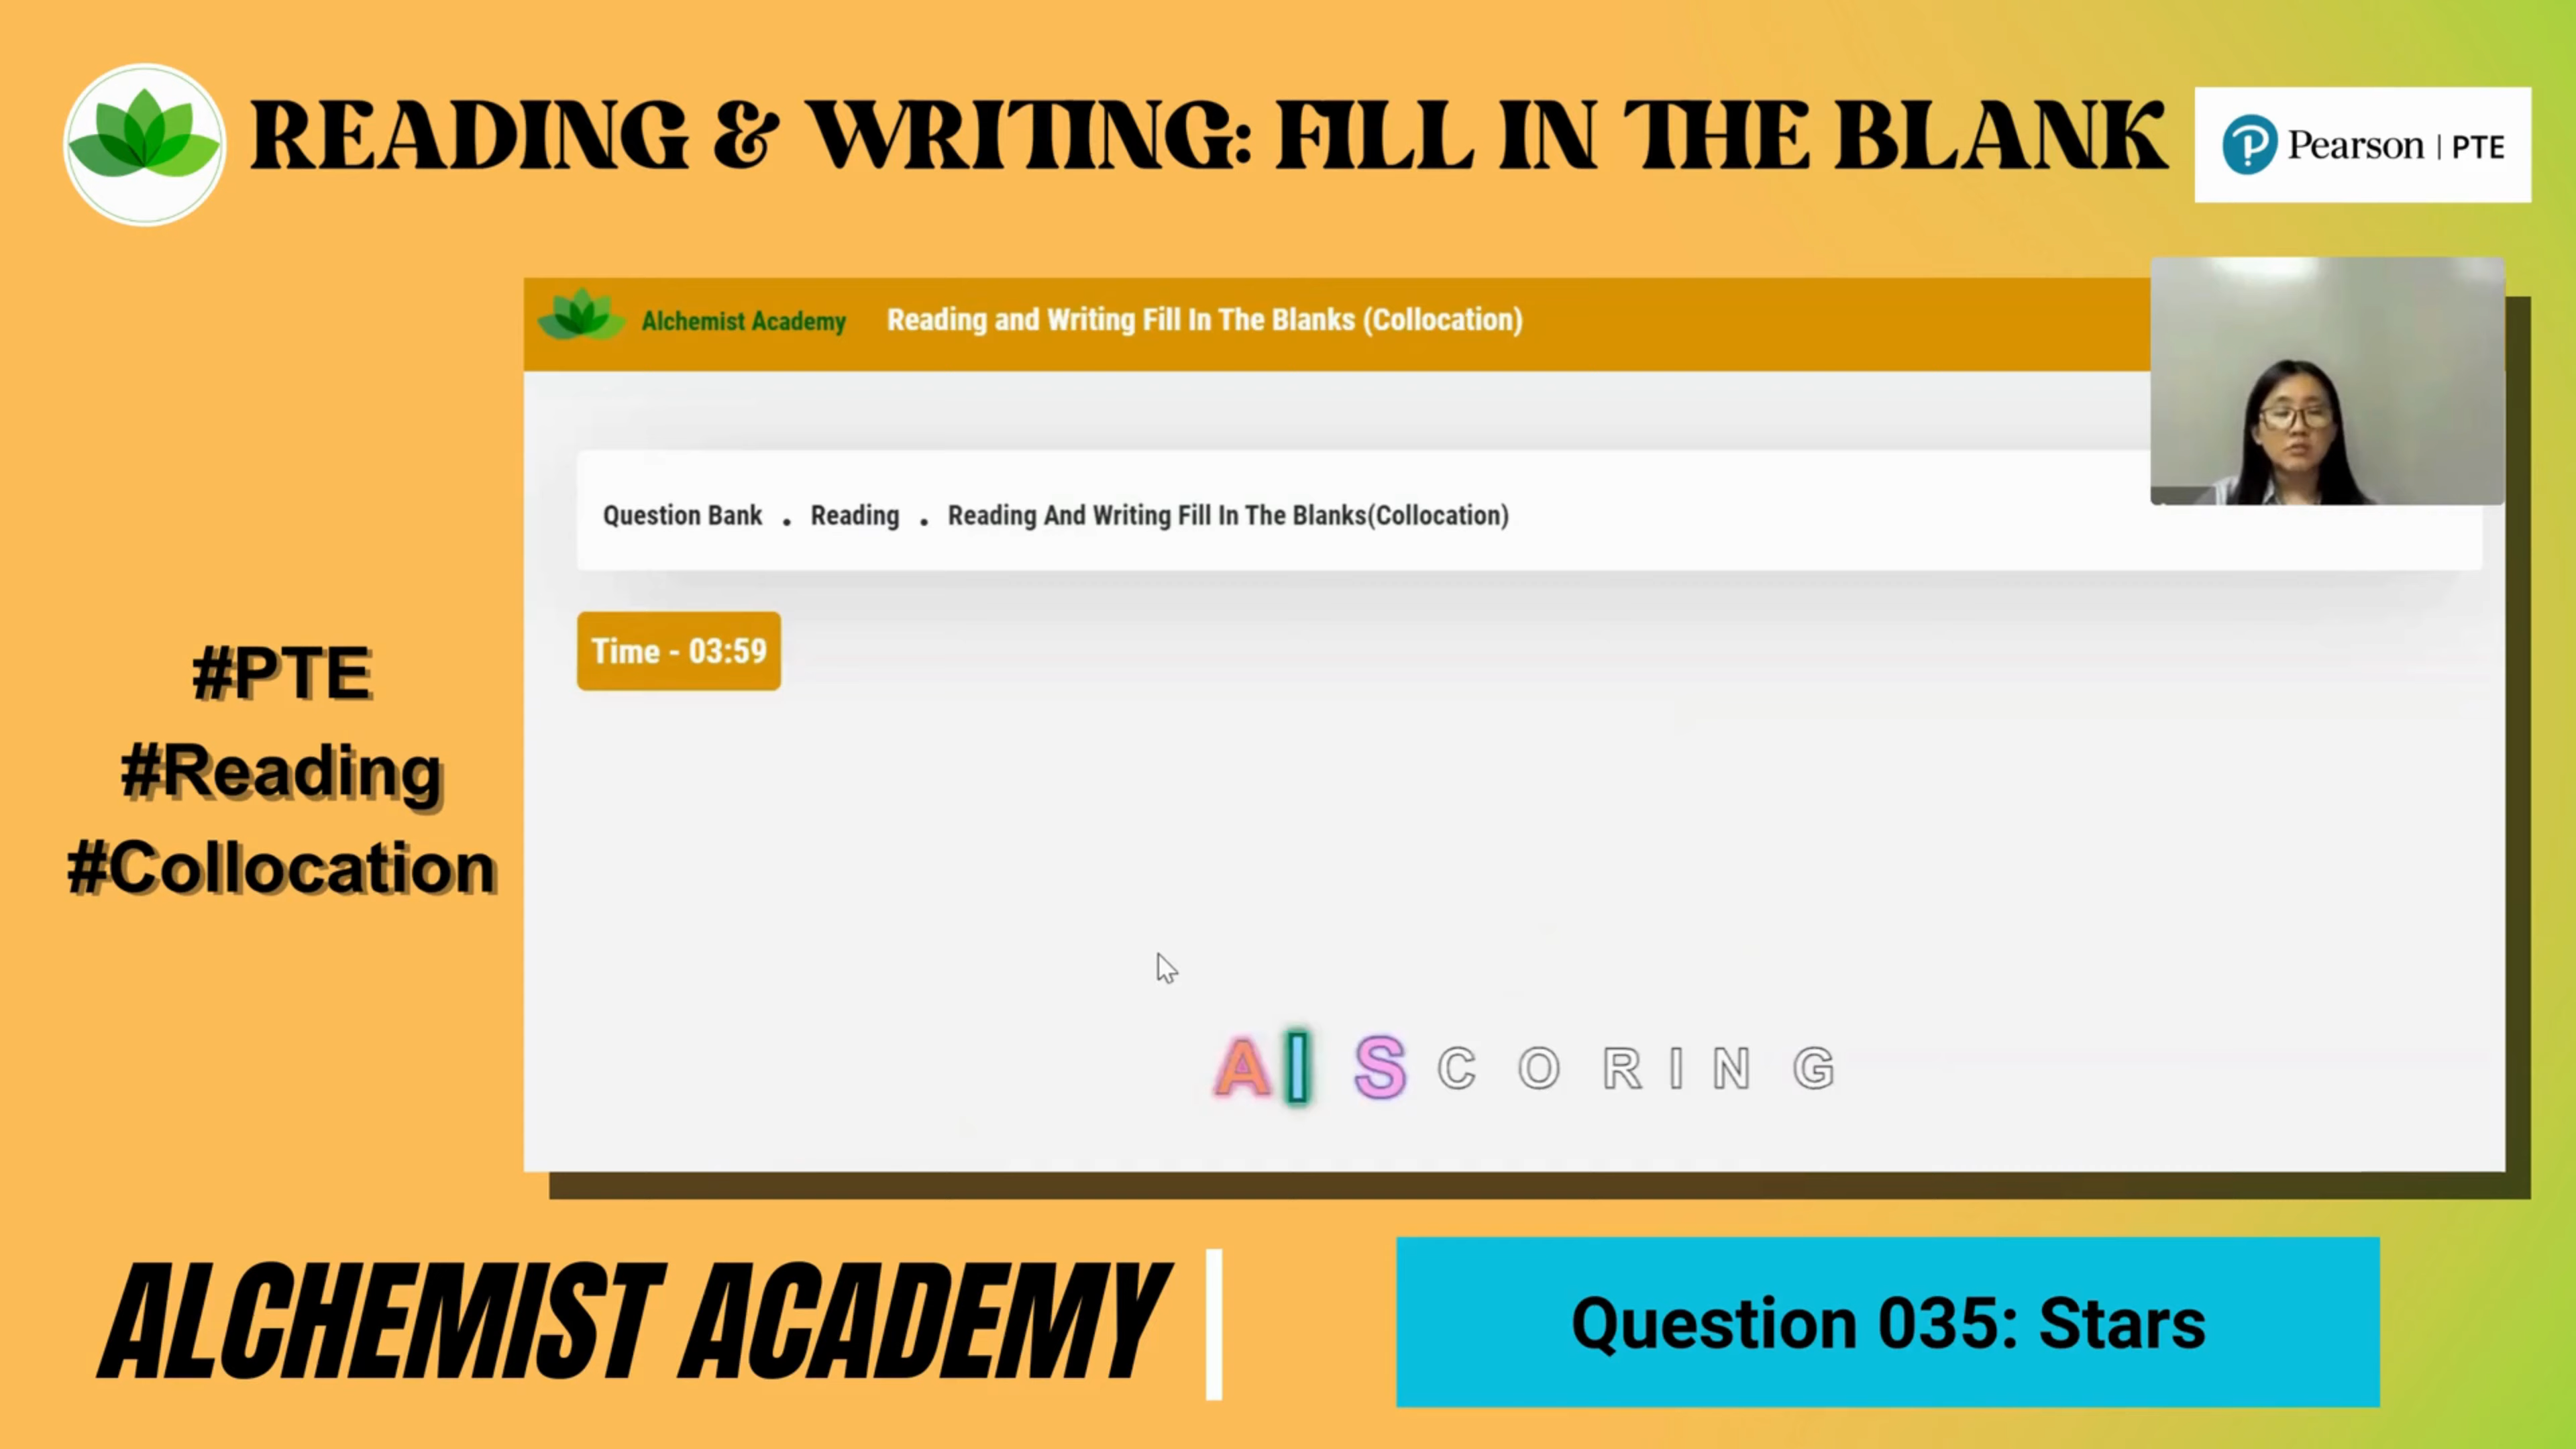 READING & WRITING: FILL IN THE BLANK
Pearson | PTE
Alchemist Academy
Reading and Writing Fill In The Blanks (Collocation)
Question Bank . Reading . Reading And Writing Fill In The Blanks(Collocation)
Time - 03:59
#PTE
#Reading
#Collocation
AI SCORING
ALCHEMIST ACADEMY
Question 035: Stars